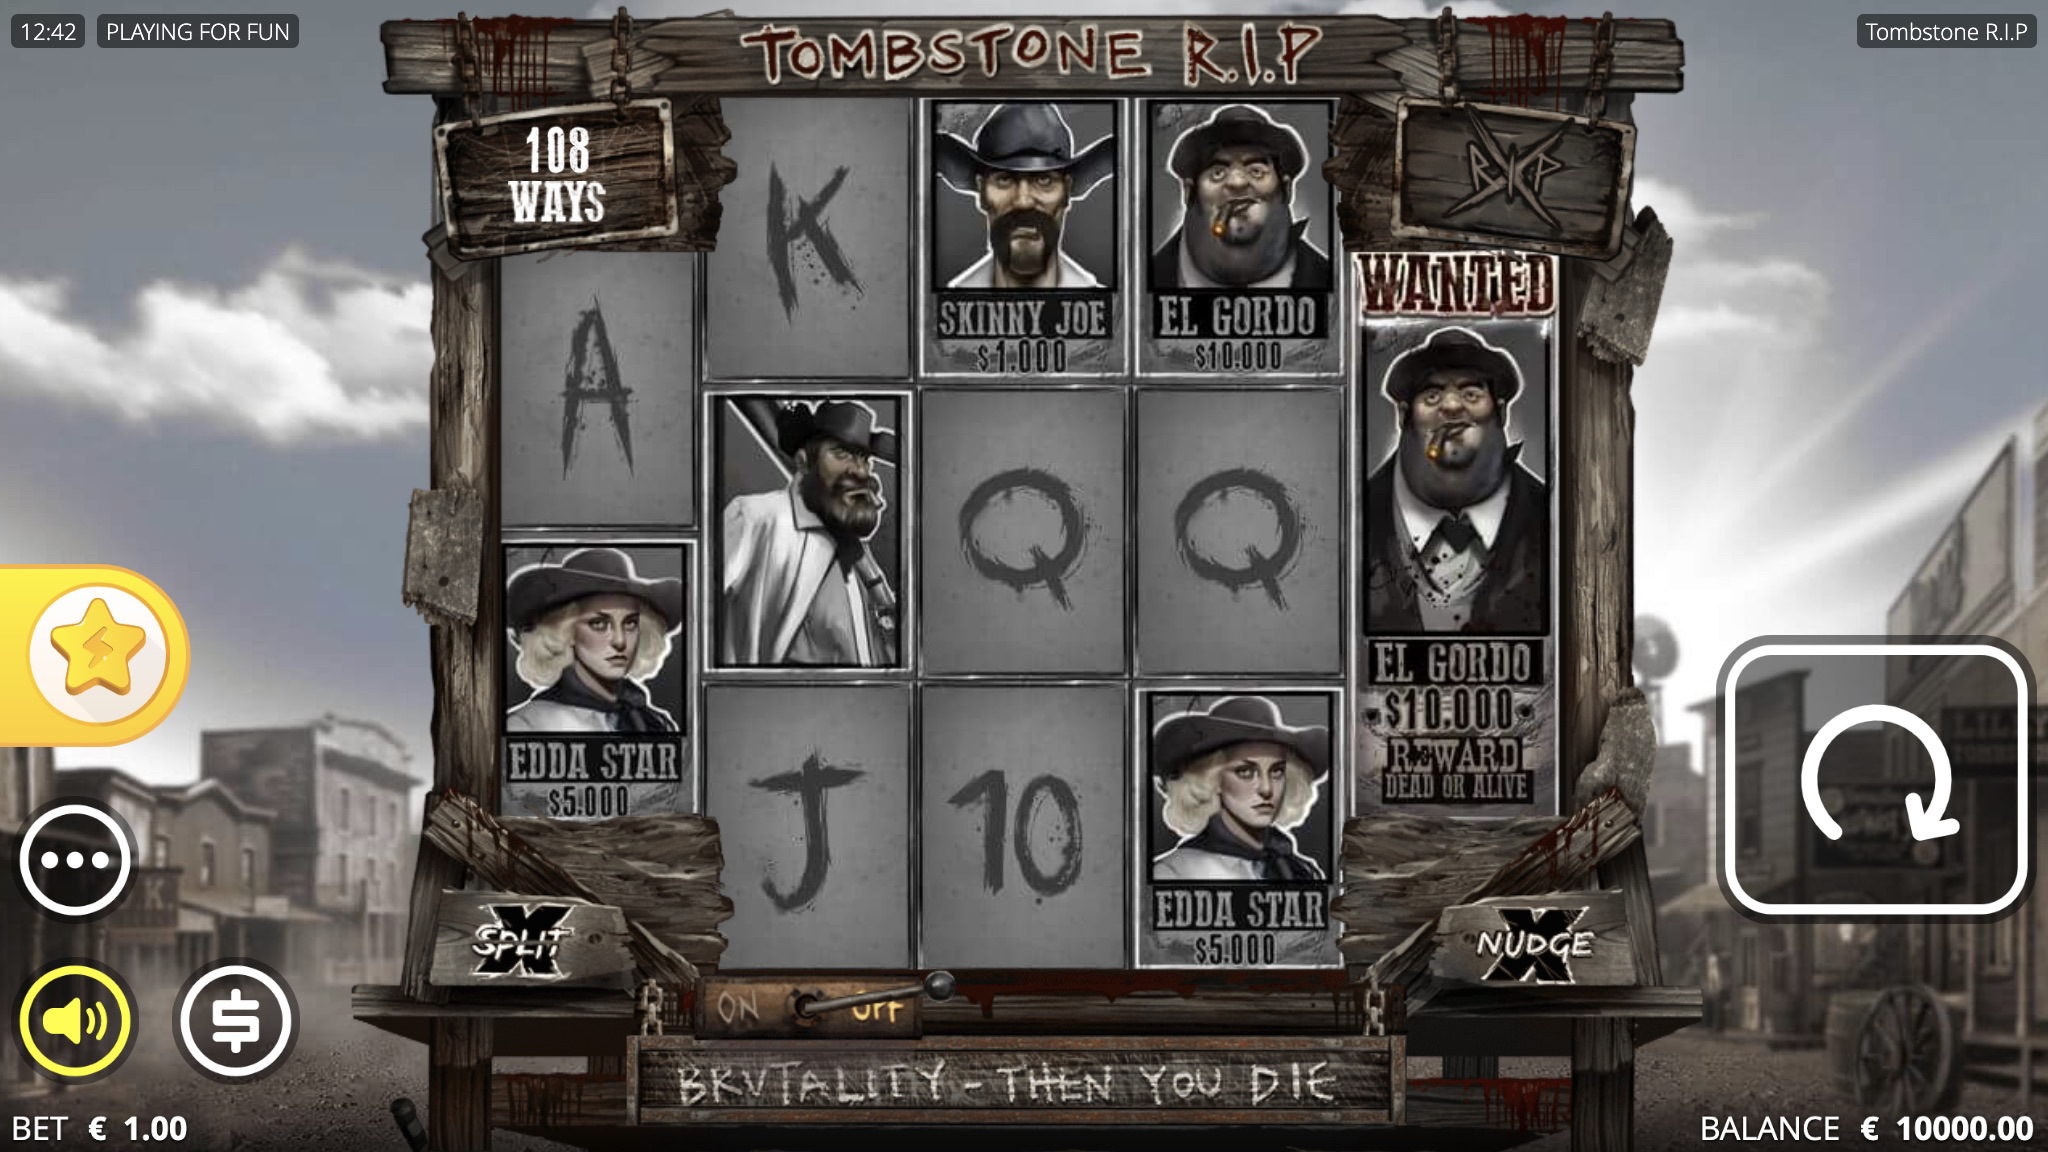 12:42
PLAYING FOR FUN
TOMBSTONE R.I.P
Tombstone R.I.P
108
WAYS
K
SKINNY JOE
$1.000
EL GORDO
$10.000
RIP
WANTED
A
Q
Q
EDDA STAR
$5.000
EL GORDO
$10.000
REWARD
DEAD OR ALIVE
J
10
EDDA STAR
$5.000
SPLIT
X
NUDGE
X
ON
OFF
BRUTALITY - THEN YOU DIE
BET € 1.00
BALANCE € 10000.00